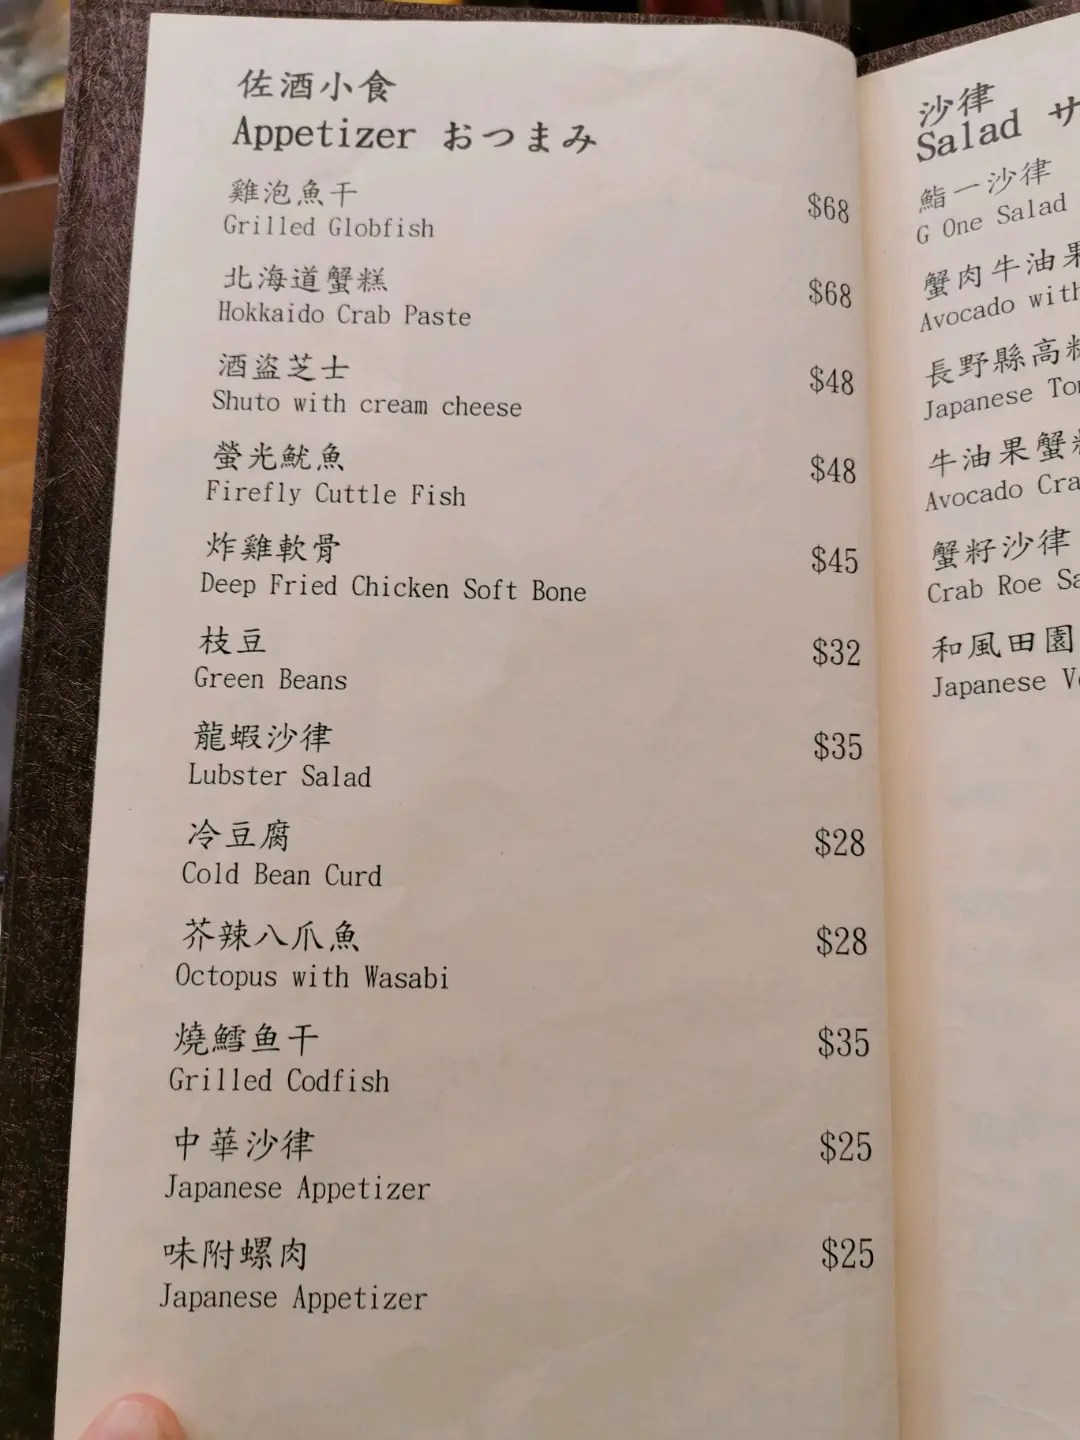 佐酒小食
Appetizer おつまみ
雞泡魚干
Grilled Globfish
$68
北海道蟹糕
Hokkaido Crab Paste
$68
酒盜芝士
Shuto with cream cheese
$48
螢光魷魚
Firefly Cuttle Fish
$48
炸雞軟骨
Deep Fried Chicken Soft Bone
$45
枝豆
Green Beans
$32
龍蝦沙律
Lubster Salad
$35
冷豆腐
Cold Bean Curd
$28
芥辣八爪魚
Octopus with Wasabi
$28
燒鱈鱼干
Grilled Codfish
$35
中華沙律
Japanese Appetizer
$25
味附螺肉
Japanese Appetizer
$25
沙律
Salad サ
鮨一沙律
G One Salad
蟹肉牛油果
Avocado with
長野縣高
Japanese
牛油果蟹
Avocado
蟹籽沙律
Crab Roe
和風田園
Japanese